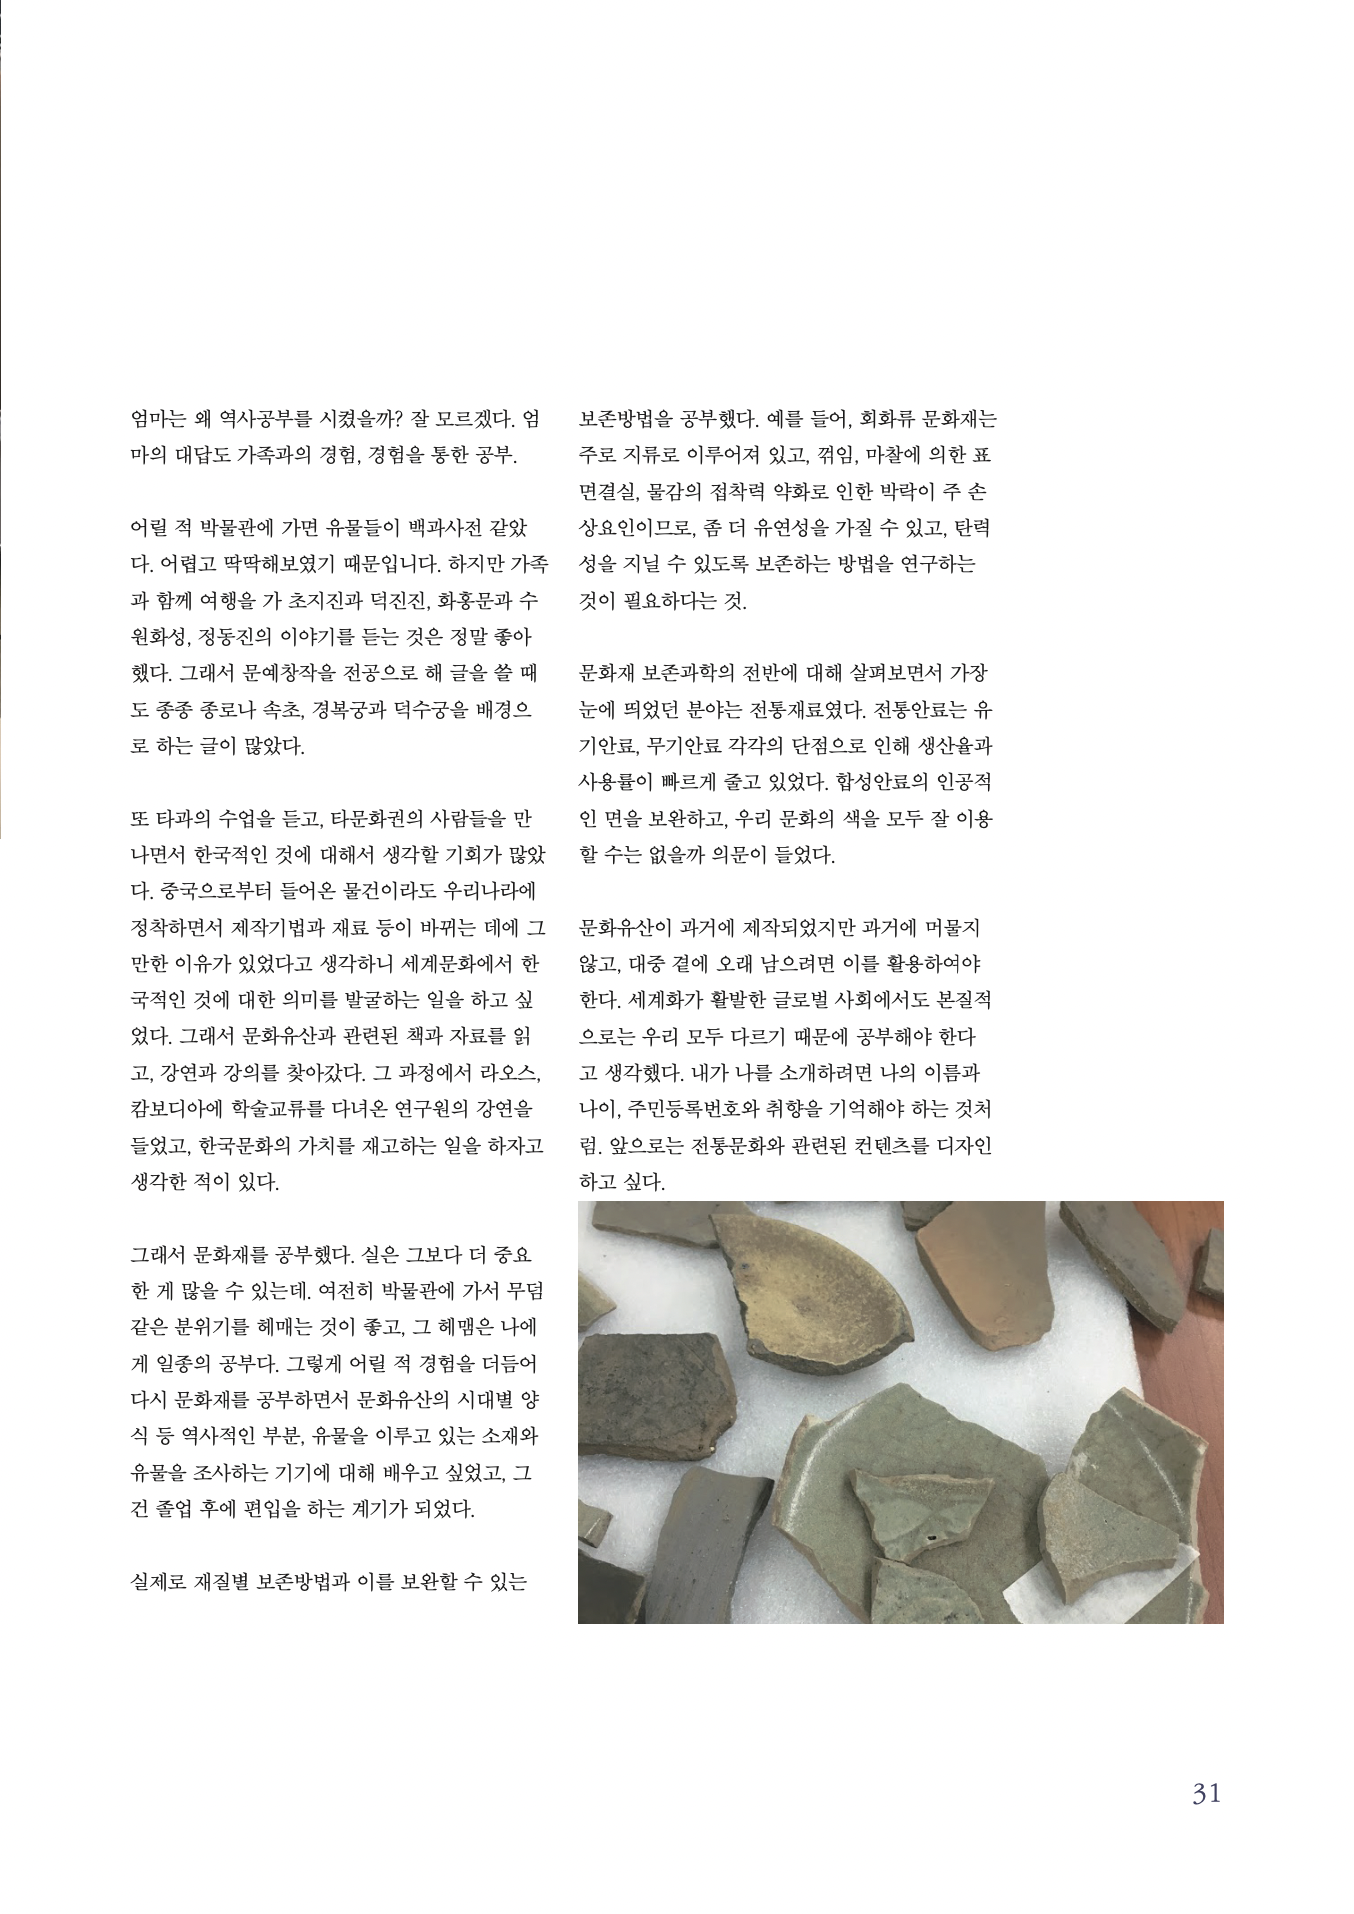 엄마는 왜 역사공부를 시켰을까? 잘 모르겠다. 엄
마의 대답도 가족과의 경험, 경험을 통한 공부.
어릴 적 박물관에 가면 유물들이 백과사전 같았
다. 어렵고 딱딱해보였기 때문입니다. 하지만 가족
과 함께 여행을 가 초지진과 덕진진, 화홍문과 수
원화성, 정동진의 이야기를 듣는 것은 정말 좋아
했다. 그래서 문예창작을 전공으로 해 글을 쓸 때
도 종종 종로나 속초, 경복궁과 덕수궁을 배경으
로 하는 글이 많았다.
또 타과의 수업을 듣고, 타문화권의 사람들을 만
나면서 한국적인 것에 대해서 생각할 기회가 많았
다. 중국으로부터 들어온 물건이라도 우리나라에
정착하면서 제작기법과 재료 등이 바뀌는 데에 그
만한 이유가 있었다고 생각하니 세계문화에서 한
국적인 것에 대한 의미를 발굴하는 일을 하고 싶
었다. 그래서 문화유산과 관련된 책과 자료를 읽
고, 강연과 강의를 찾아갔다. 그 과정에서 라오스,
캄보디아에 학술교류를 다녀온 연구원의 강연을
들었고, 한국문화의 가치를 재고하는 일을 하자고
생각한 적이 있다.
그래서 문화재를 공부했다. 실은 그보다 더 중요
한 게 많을 수 있는데. 여전히 박물관에 가서 무덤
같은 분위기를 헤매는 것이 좋고, 그 헤맴은 나에
게 일종의 공부다. 그렇게 어릴 적 경험을 더듬어
다시 문화재를 공부하면서 문화유산의 시대별 양
식 등 역사적인 부분, 유물을 이루고 있는 소재와
유물을 조사하는 기기에 대해 배우고 싶었고, 그
건 졸업 후에 편입을 하는 계기가 되었다.
실제로 재질별 보존방법과 이를 보완할 수 있는
보존방법을 공부했다. 예를 들어, 회화류 문화재는
주로 지류로 이루어져 있고, 꺾임, 마찰에 의한 표
면결실, 물감의 접착력 약화로 인한 박락이 주 손
상요인이므로, 좀 더 유연성을 가질 수 있고, 탄력
성을 지닐 수 있도록 보존하는 방법을 연구하는
것이 필요하다는 것.
문화재 보존과학의 전반에 대해 살펴보면서 가장
눈에 띄었던 분야는 전통재료였다. 전통안료는 유
기안료, 무기안료 각각의 단점으로 인해 생산율과
사용률이 빠르게 줄고 있었다. 합성안료의 인공적
인 면을 보완하고, 우리 문화의 색을 모두 잘 이용
할 수는 없을까 의문이 들었다.
문화유산이 과거에 제작되었지만 과거에 머물지
않고, 대중 곁에 오래 남으려면 이를 활용하여야
한다. 세계화가 활발한 글로벌 사회에서도 본질적
으로는 우리 모두 다르기 때문에 공부해야 한다
고 생각했다. 내가 나를 소개하려면 나의 이름과
나이, 주민등록번호와 취향을 기억해야 하는 것처
럼. 앞으로는 전통문화와 관련된 컨텐츠를 디자인
하고 싶다.
31